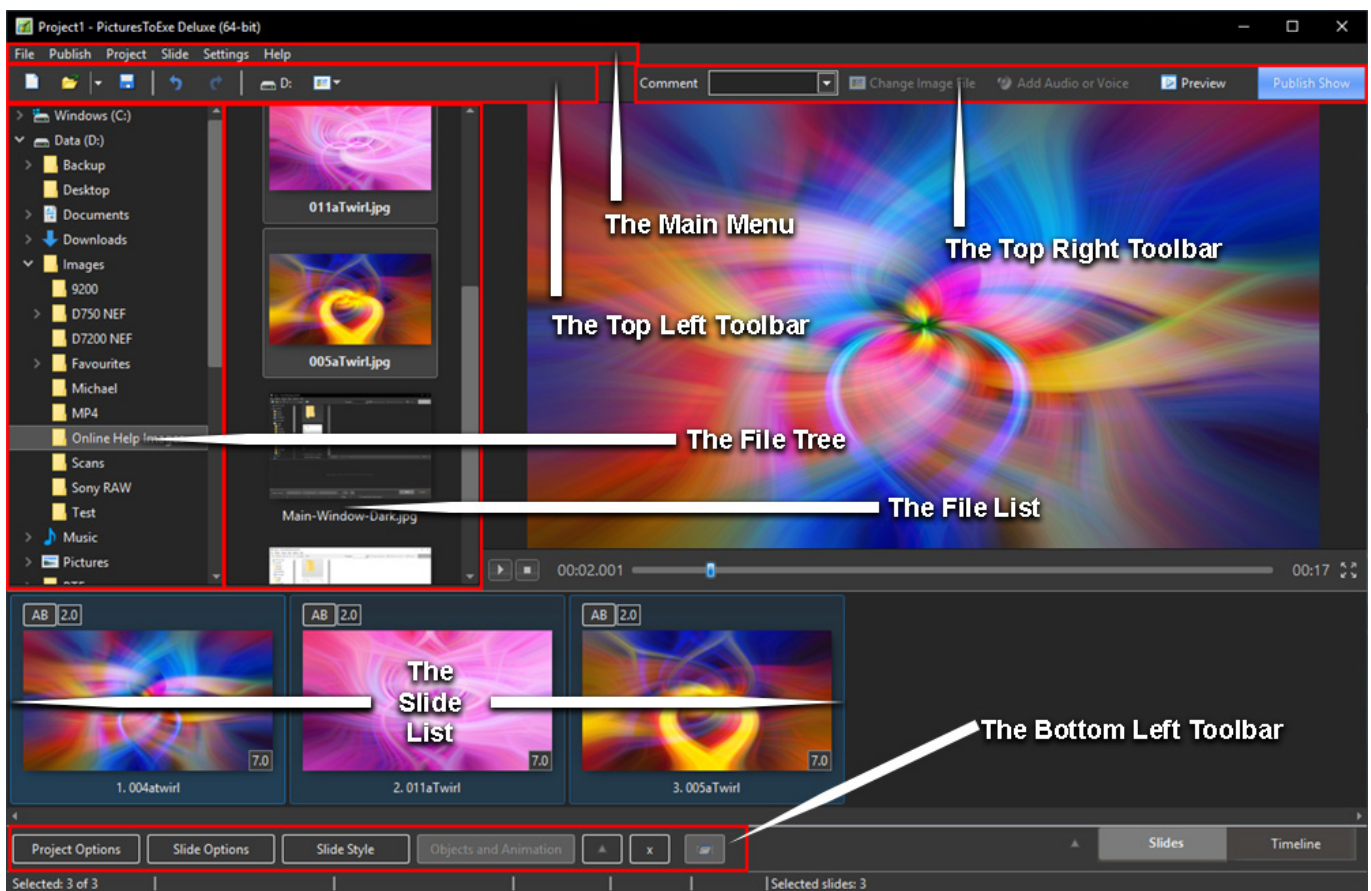 Project1 - PicturesToExe Deluxe (64-bit)
File Publish Project Slide Settings Help
D:
Comment Change Image File Add Audio or Voice Preview Publish Show
Windows (C:)
Data (D:)
Backup
Desktop
Documents
Downloads
Images
9200
D750 NEF
D7200 NEF
Favourites
Michael
MP4
Online Help Images
Scans
Sony RAW
Test
Music
Pictures
011aTwirl.jpg
005aTwirl.jpg
Main-Window-Dark.jpg
The Main Menu
The Top Right Toolbar
The Top Left Toolbar
The File Tree
The File List
00:02.001 00:17
AB 2.0
AB 2.0
AB 2.0
The
Slide
List
7.0
7.0
7.0
1. 004atwirl
2. 011aTwirl
3. 005aTwirl
The Bottom Left Toolbar
Project Options Slide Options Slide Style Objects and Animation x Slides Timeline
Selected: 3 of 3 Selected slides: 3